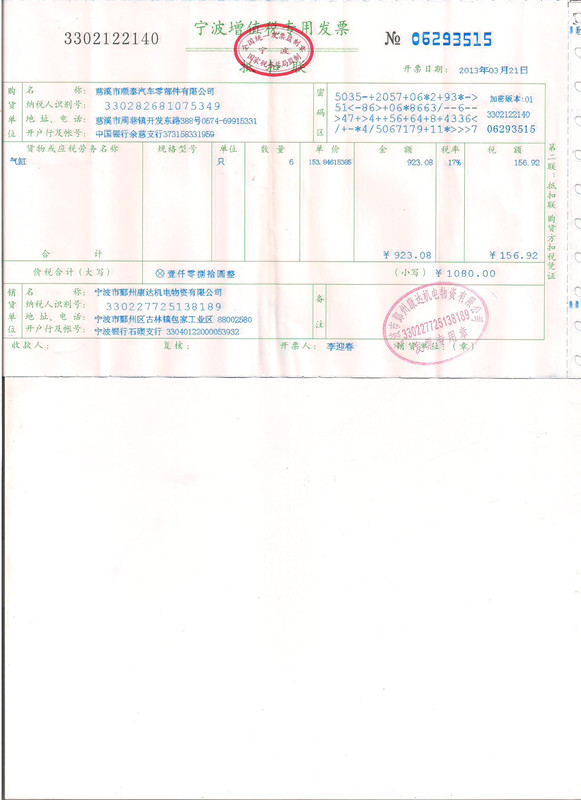 宁波增值税专用发票
3302122140
№ 06293515
全国统一发票监制章
宁波
国家税务局监制
抵扣联
开票日期： 2013年03月21日
购货单位
名 称： 慈溪市顺泰汽车零部件有限公司
纳税人识别号： 330282681075349
地 址、电 话： 慈溪市周巷镇开发东路388号0574-69915331
开户行及帐号： 中国银行余慈支行373158331959
密码区
5035-+2057+06*2+93*->
51<-86>+06*8663/--6--
>47+>4++56+64+8+4336<
/+-*4/5067179+11*>>>7
加密版本:01
3302122140
06293515
货物或应税劳务名称 规格型号 单位 数 量 单 价 金 额 税率 税 额
气缸 只 6 153.84615385 923.08 17% 156.92
合 计 ￥923.08 ￥156.92
价税合计（大写） ⊗壹仟零捌拾圆整 （小写）￥1080.00
销货单位
名 称： 宁波市鄞州康达机电物资有限公司
纳税人识别号： 330227725138189
地 址、电 话： 宁波市鄞州区古林镇包家工业区 88002580
开户行及帐号： 宁波银行石碶支行 33040122000053932
备注
宁波市鄞州康达机电物资有限公司
330227725138189
发票专用章
收款人： 复核： 开票人： 李迎春 销货单位：（章）
第二联：抵扣联 购货方扣税凭证